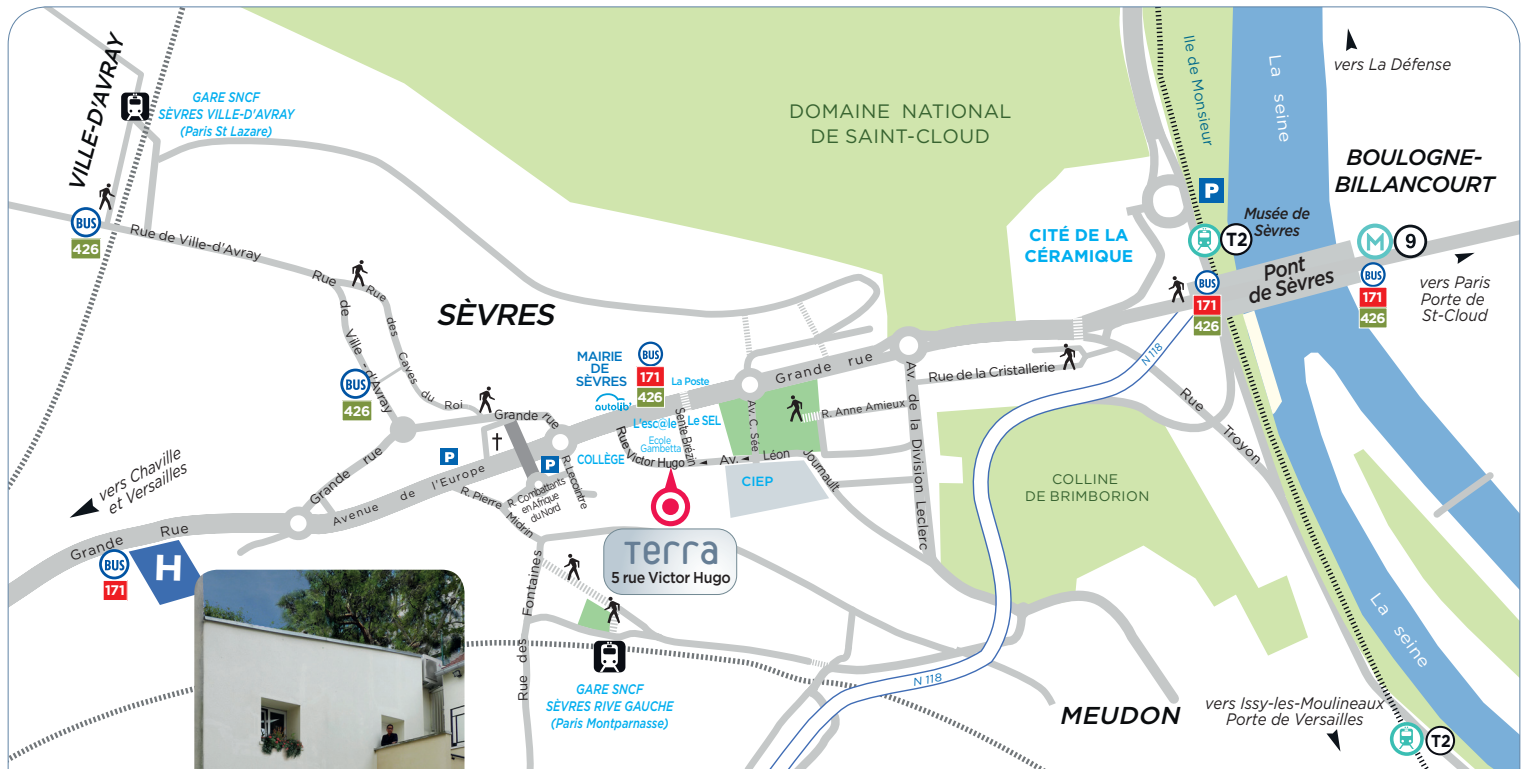 VILLE-D'AVRAY
GARE SNCF
SÈVRES VILLE-D'AVRAY
(Paris St Lazare)
BUS
426
Rue de Ville-d'Avray
Rue de Ville-d'Avray
Rue des Caves du Roi
BUS
426
SÈVRES
DOMAINE NATIONAL
DE SAINT-CLOUD
Ile de Monsieur
La seine
vers La Défense
BOULOGNE-
BILLANCOURT
P
Musée de
Sèvres
T2
M
9
CITÉ DE LA
CÉRAMIQUE
Pont
de Sèvres
BUS
171
426
BUS
171
426
vers Paris
Porte de
St-Cloud
MAIRIE
DE
SÈVRES
autolib'
BUS
171
426
La Poste
Le SEL
L'esc@le
Ecole
Gambetta
Sente Brézin
COLLÈGE
Rue Victor Hugo
Grande rue
Grande rue
Av. C. Sée
R. Anne Amieux
Av. Léon Journault
CIEP
Av. de la Division Leclerc
Rue de la Cristallerie
N 118
Rue Troyon
COLLINE
DE BRIMBORION
P
P
Grande rue
Avenue de l'Europe
R. Lecointre
R. Combattants
en Afrique
du Nord
R. Pierre Midrin
vers Chaville
et Versailles
Grande Rue
BUS
171
H
Terra
5 rue Victor Hugo
Rue des Fontaines
GARE SNCF
SÈVRES RIVE GAUCHE
(Paris Montparnasse)
N 118
MEUDON
La seine
vers Issy-les-Moulineaux
Porte de Versailles
T2